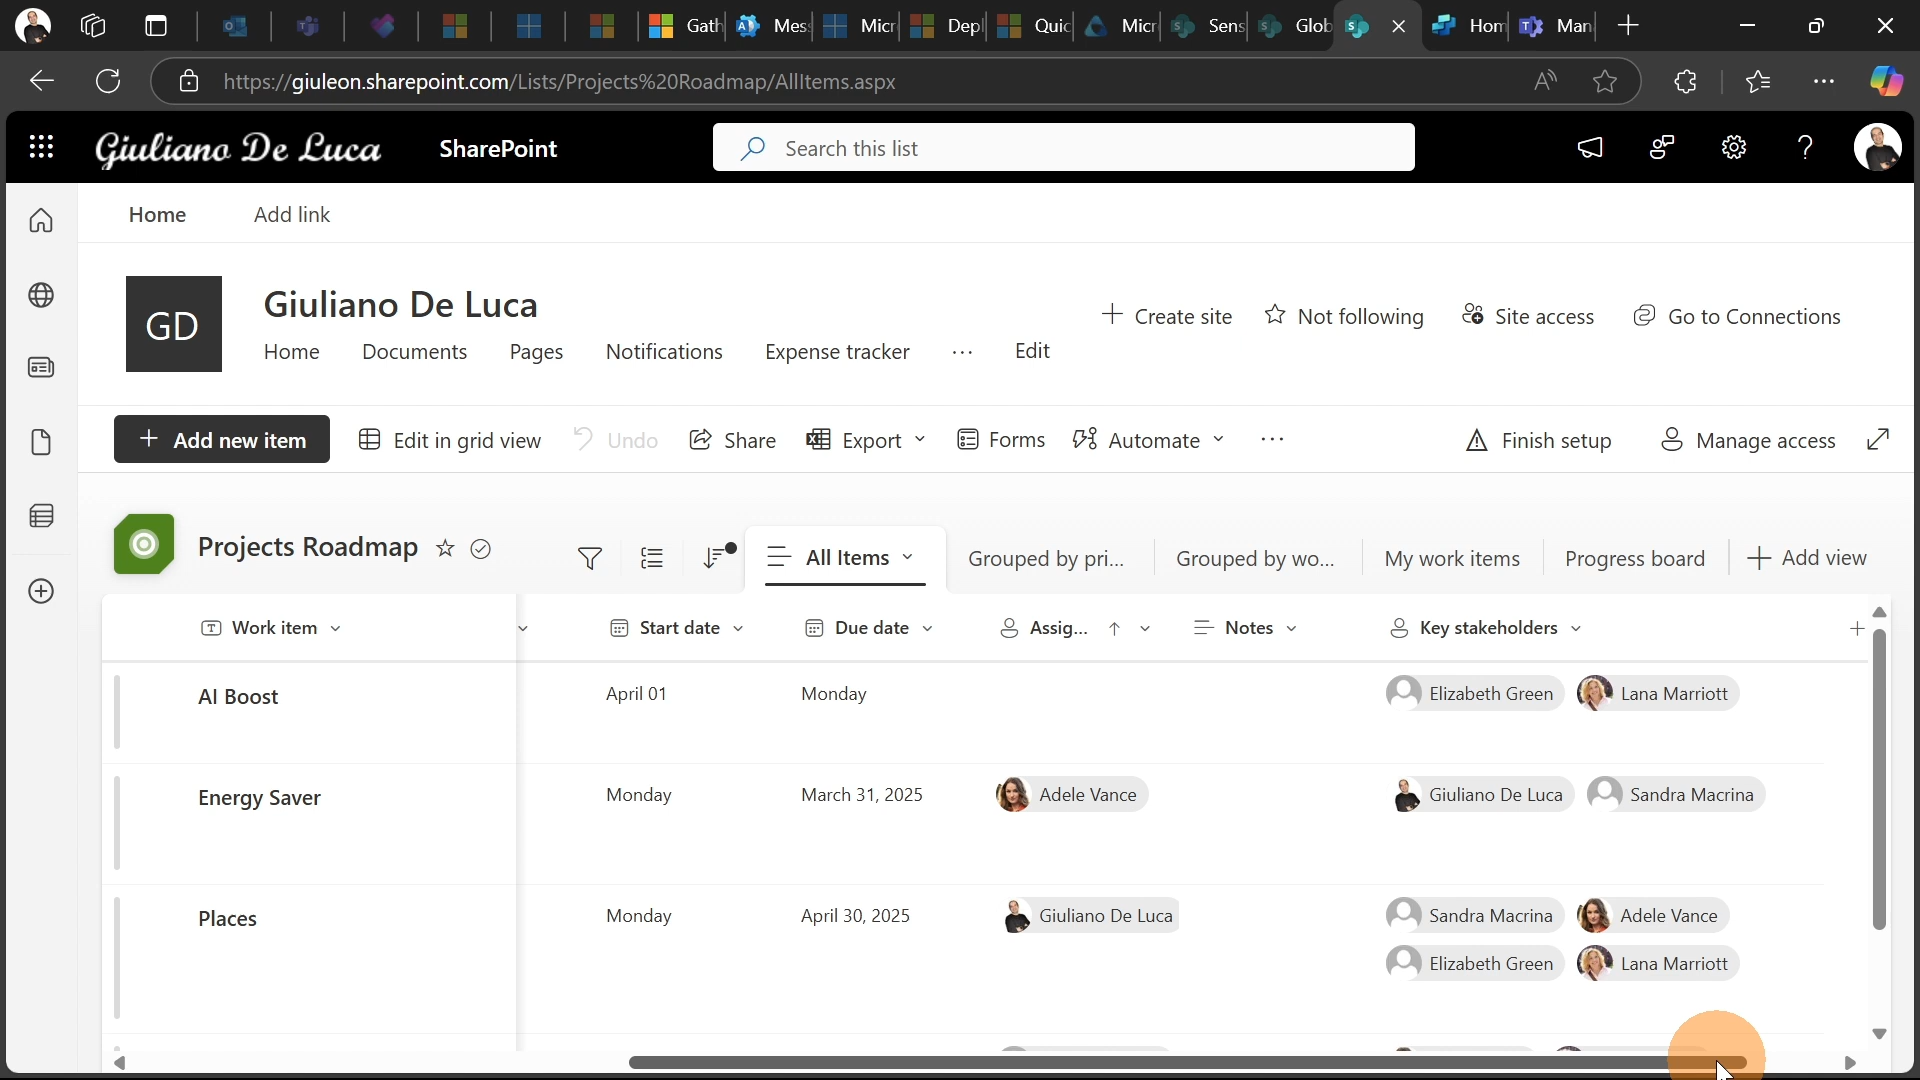 Gath
Mess
Micr
Depl
Quic
Micr
Sens
Glob
Hom
Man
https://giuleon.sharepoint.com/Lists/Projects%20Roadmap/AllItems.aspx
Giuliano De Luca
SharePoint
Search this list
Home
Add link
GD
Giuliano De Luca
Create site
Not following
Site access
Go to Connections
Home
Documents
Pages
Notifications
Expense tracker
Edit
Add new item
Edit in grid view
Undo
Share
Export
Forms
Automate
Finish setup
Manage access
Projects Roadmap
All Items
Grouped by pri...
Grouped by wo...
My work items
Progress board
Add view
Work item
Start date
Due date
Assig...
Notes
Key stakeholders
AI Boost
April 01
Monday
Elizabeth Green
Lana Marriott
Energy Saver
Monday
March 31, 2025
Adele Vance
Giuliano De Luca
Sandra Macrina
Places
Monday
April 30, 2025
Giuliano De Luca
Sandra Macrina
Adele Vance
Elizabeth Green
Lana Marriott